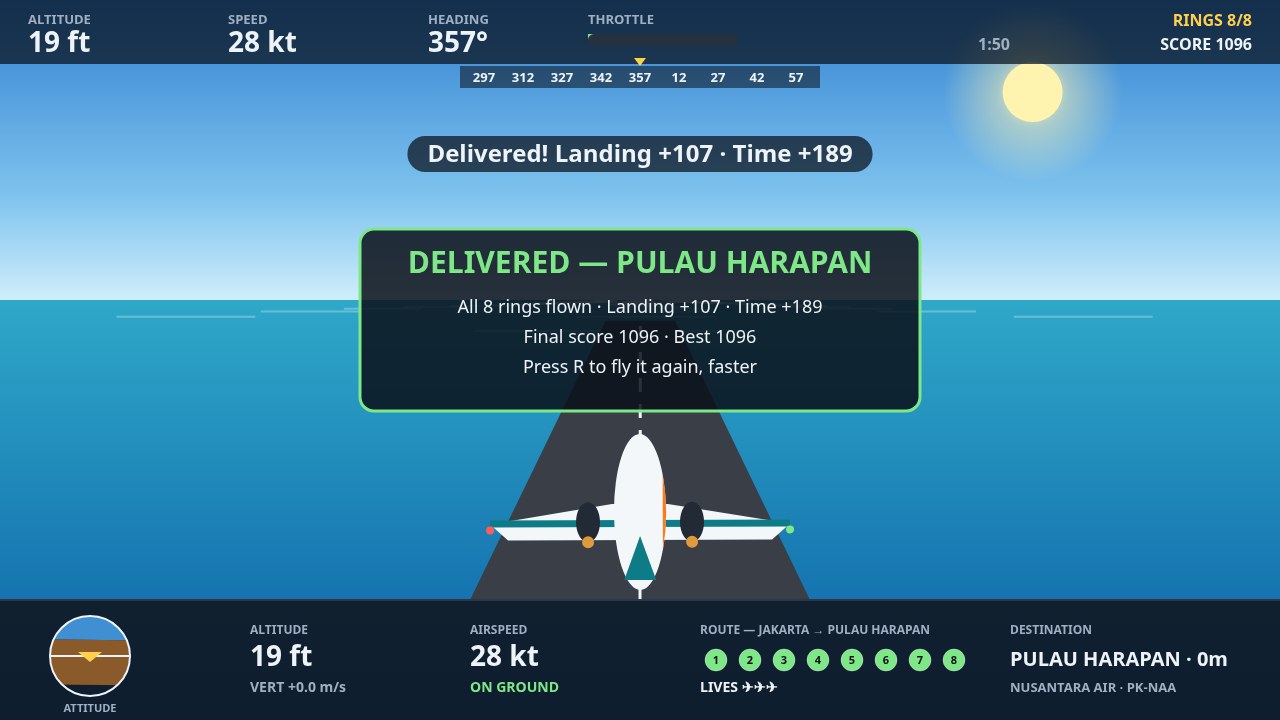 ALTITUDE SPEED HEADING THROTTLE RINGS 8/8
19 ft 28 kt 357° 1:50 SCORE 1096
297 312 327 342 357 12 27 42 57
Delivered! Landing +107 · Time +189
DELIVERED — PULAU HARAPAN
All 8 rings flown · Landing +107 · Time +189
Final score 1096 · Best 1096
Press R to fly it again, faster
ALTITUDE AIRSPEED ROUTE — JAKARTA → PULAU HARAPAN DESTINATION
19 ft 28 kt 1 2 3 4 5 6 7 8 PULAU HARAPAN · 0m
VERT +0.0 m/s ON GROUND LIVES ✈✈✈ NUSANTARA AIR · PK-NAA
ATTITUDE